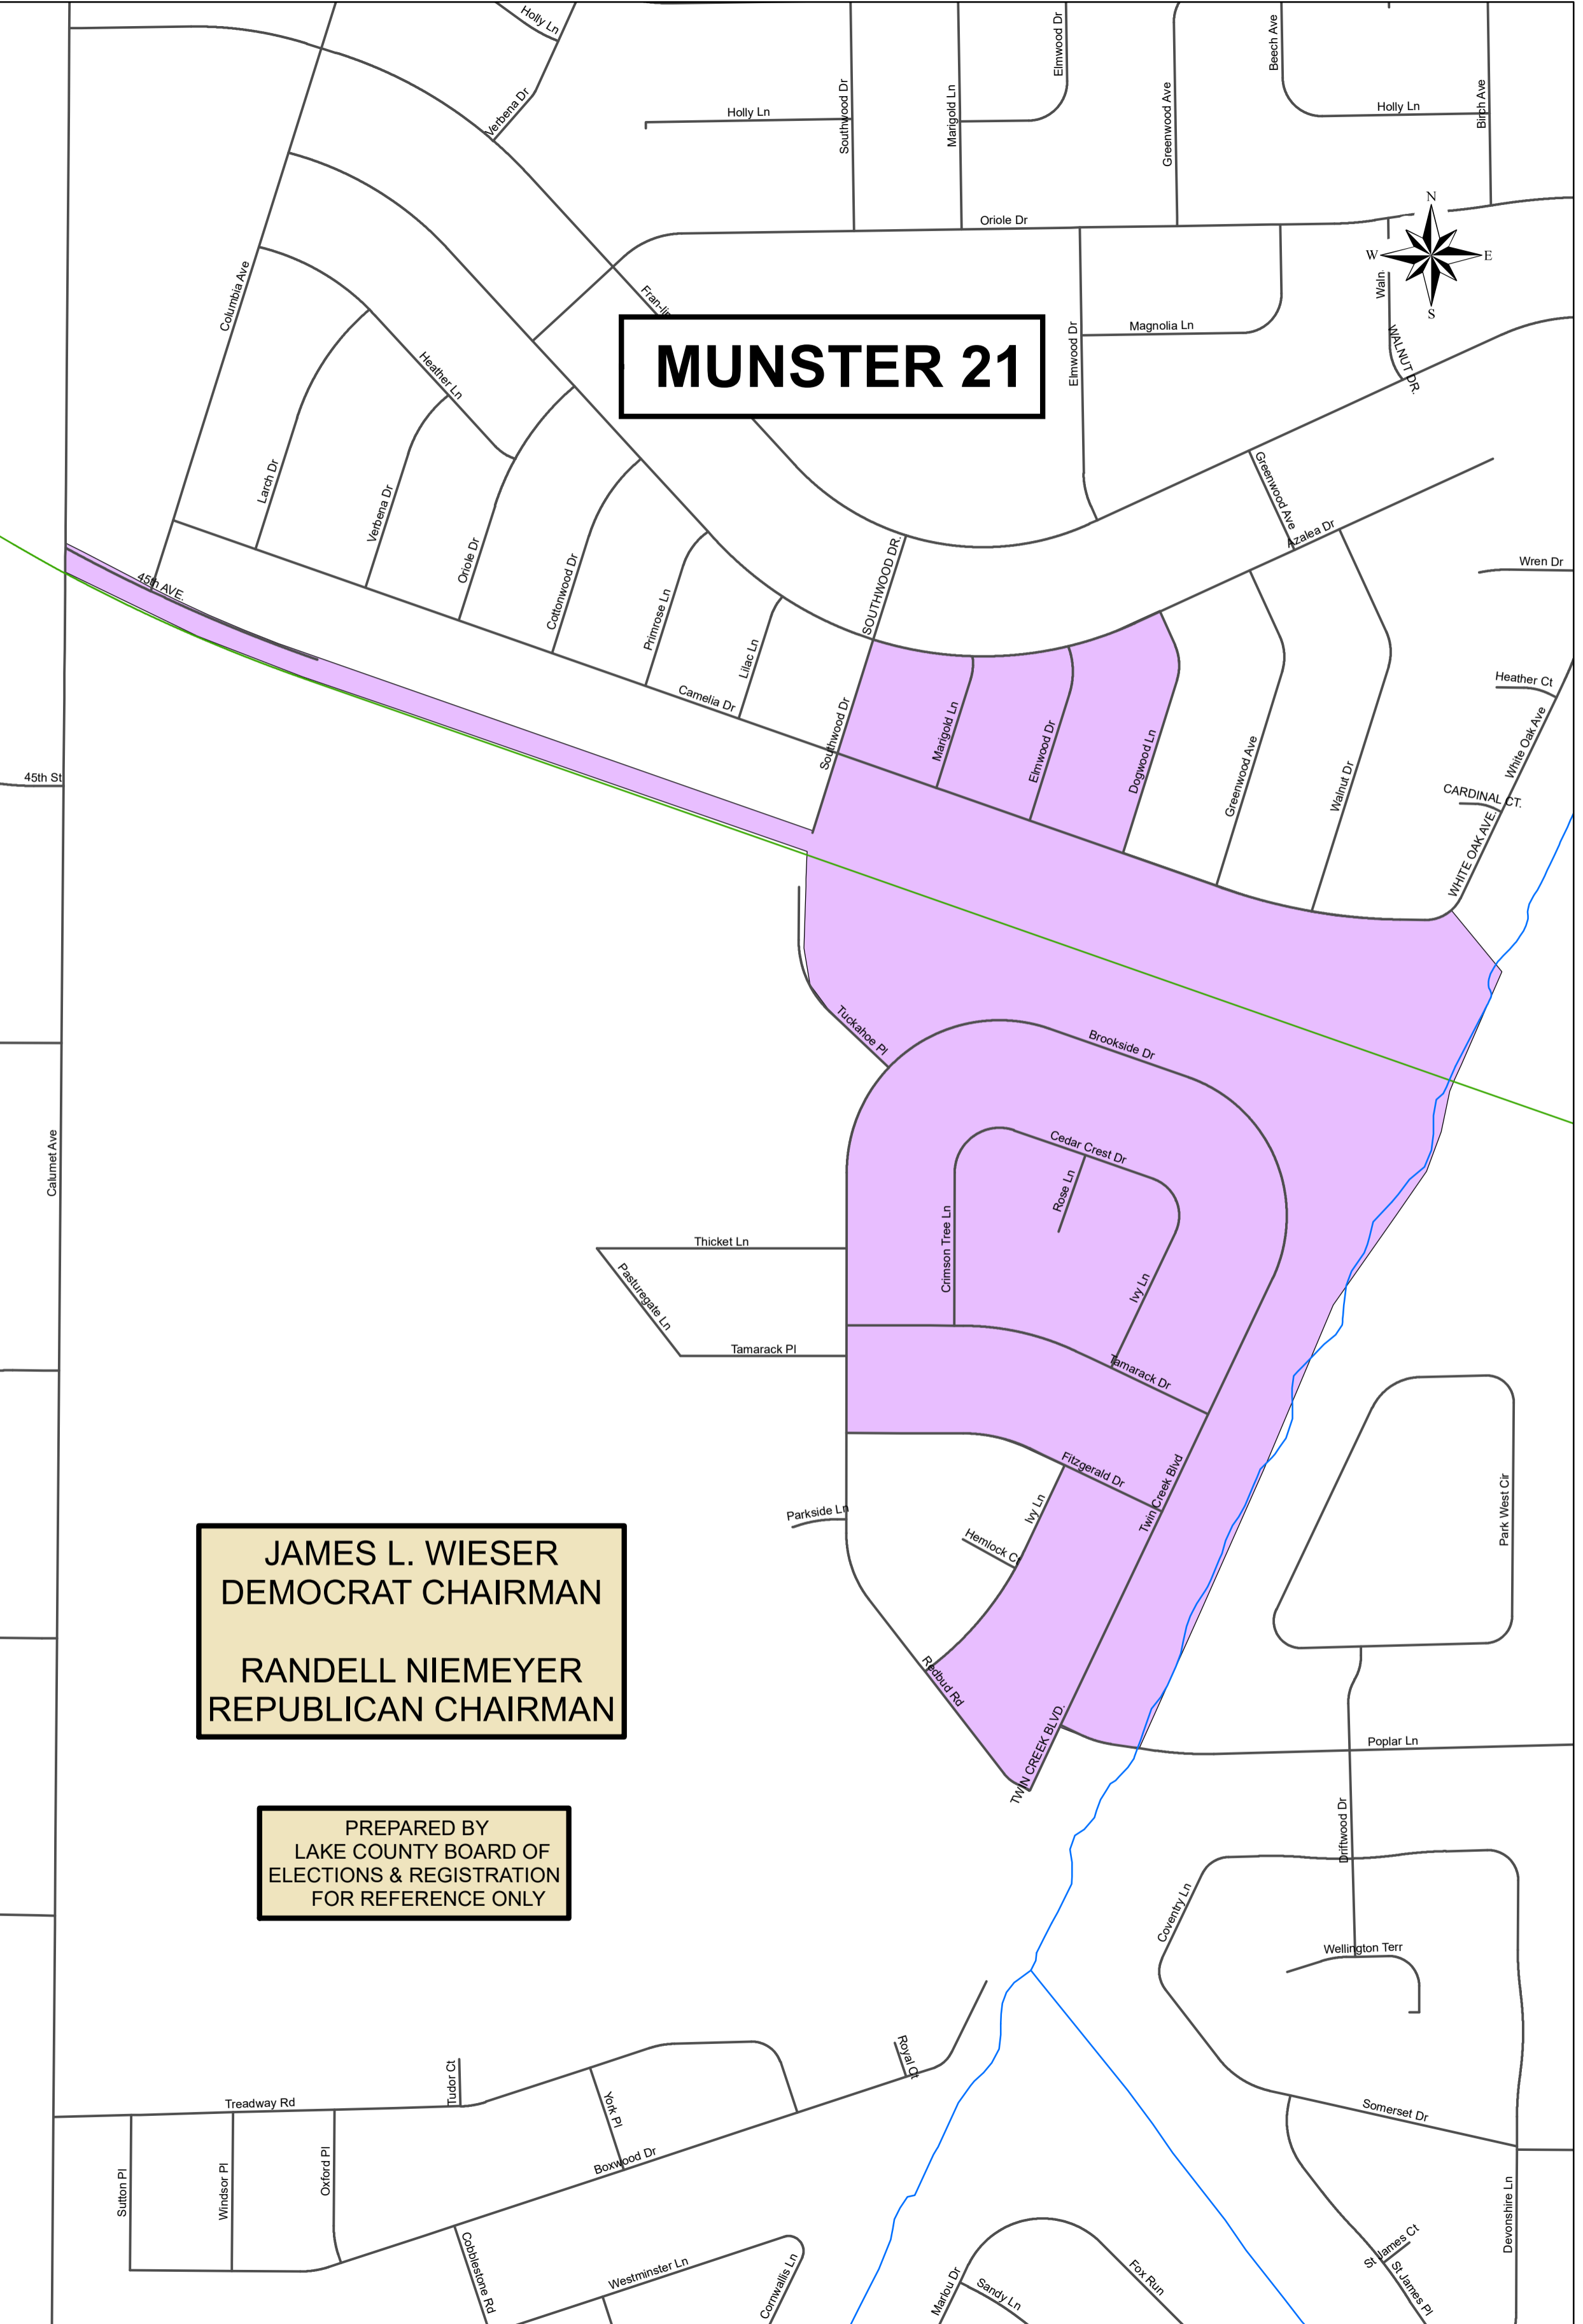 Holly Ln
Verbena Dr
Holly Ln
Southwood Dr
Marigold Ln
Elmwood Dr
Greenwood Ave
Beech Ave
Holly Ln
Birch Ave
Oriole Dr
N
W
E
S
Columbia Ave
Magnolia Ln
Elmwood Dr
Waln
WALNUT DR.
MUNSTER 21
Heather Ln
Larch Dr
Verbena Dr
Oriole Dr
Cottonwood Dr
Primrose Ln
Lilac Ln
Camelia Dr
SOUTHWOOD DR.
Southwood Dr
Greenwood Ave
Azalea Dr
Wren Dr
45th AVE.
45th St
Marigold Ln
Elmwood Dr
Dogwood Ln
Greenwood Ave
Walnut Dr
Heather Ct
White Oak Ave
CARDINAL CT.
WHITE OAK AVE.
Tuckahoe Pl
Brookside Dr
Calumet Ave
Cedar Crest Dr
Rose Ln
Crimson Tree Ln
Ivy Ln
Thicket Ln
Pasturegate Ln
Tamarack Pl
Tamarack Dr
Fitzgerald Dr
Twin Creek Blvd
Park West Cir
Parkside Ln
Ivy Ln
Redbud Rd
TWIN CREEK BLVD.
Poplar Ln
JAMES L. WIESER
DEMOCRAT CHAIRMAN
RANDELL NIEMEYER
REPUBLICAN CHAIRMAN
PREPARED BY
LAKE COUNTY BOARD OF
ELECTIONS & REGISTRATION
FOR REFERENCE ONLY
Driftwood Dr
Coventry Ln
Wellington Terr
Royal Ct
Tudor Ct
Treadway Rd
York Pl
Boxwood Dr
Sutton Pl
Windsor Pl
Oxford Pl
Somerset Dr
Devonshire Ln
Cobblestone Rd
Westminster Ln
Cornwallis Ln
Marlou Dr
Sandy Ln
Fox Run
St James Ct
St James Pl